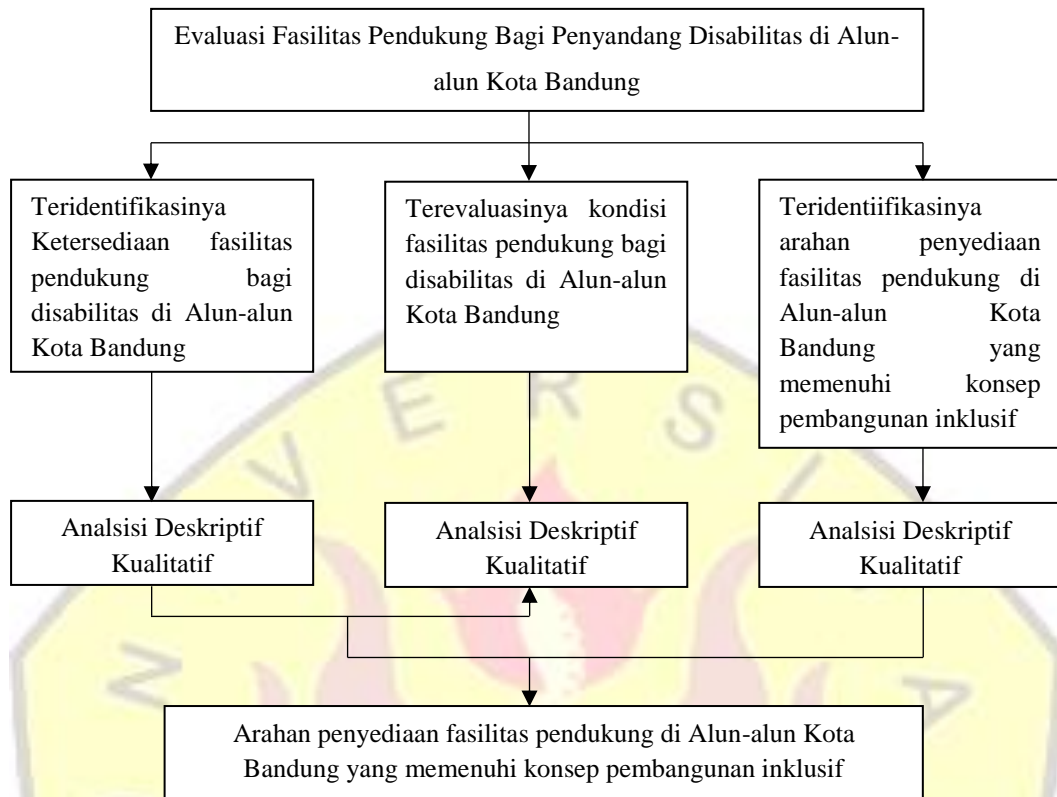 Evaluasi Fasilitas Pendukung Bagi Penyandang Disabilitas di Alun-
alun Kota Bandung
Teridentifikasinya
Ketersediaan fasilitas
pendukung bagi
disabilitas di Alun-alun
Kota Bandung
Terevaluasinya kondisi
fasilitas pendukung bagi
disabilitas di Alun-alun
Kota Bandung
Teridentiifikasinya
arahan penyediaan
fasilitas pendukung di
Alun-alun Kota
Bandung yang
memenuhi konsep
pembangunan inklusif
Analsisi Deskriptif
Kualitatif
Analsisi Deskriptif
Kualitatif
Analsisi Deskriptif
Kualitatif
Arahan penyediaan fasilitas pendukung di Alun-alun Kota
Bandung yang memenuhi konsep pembangunan inklusif
N V E R S I A